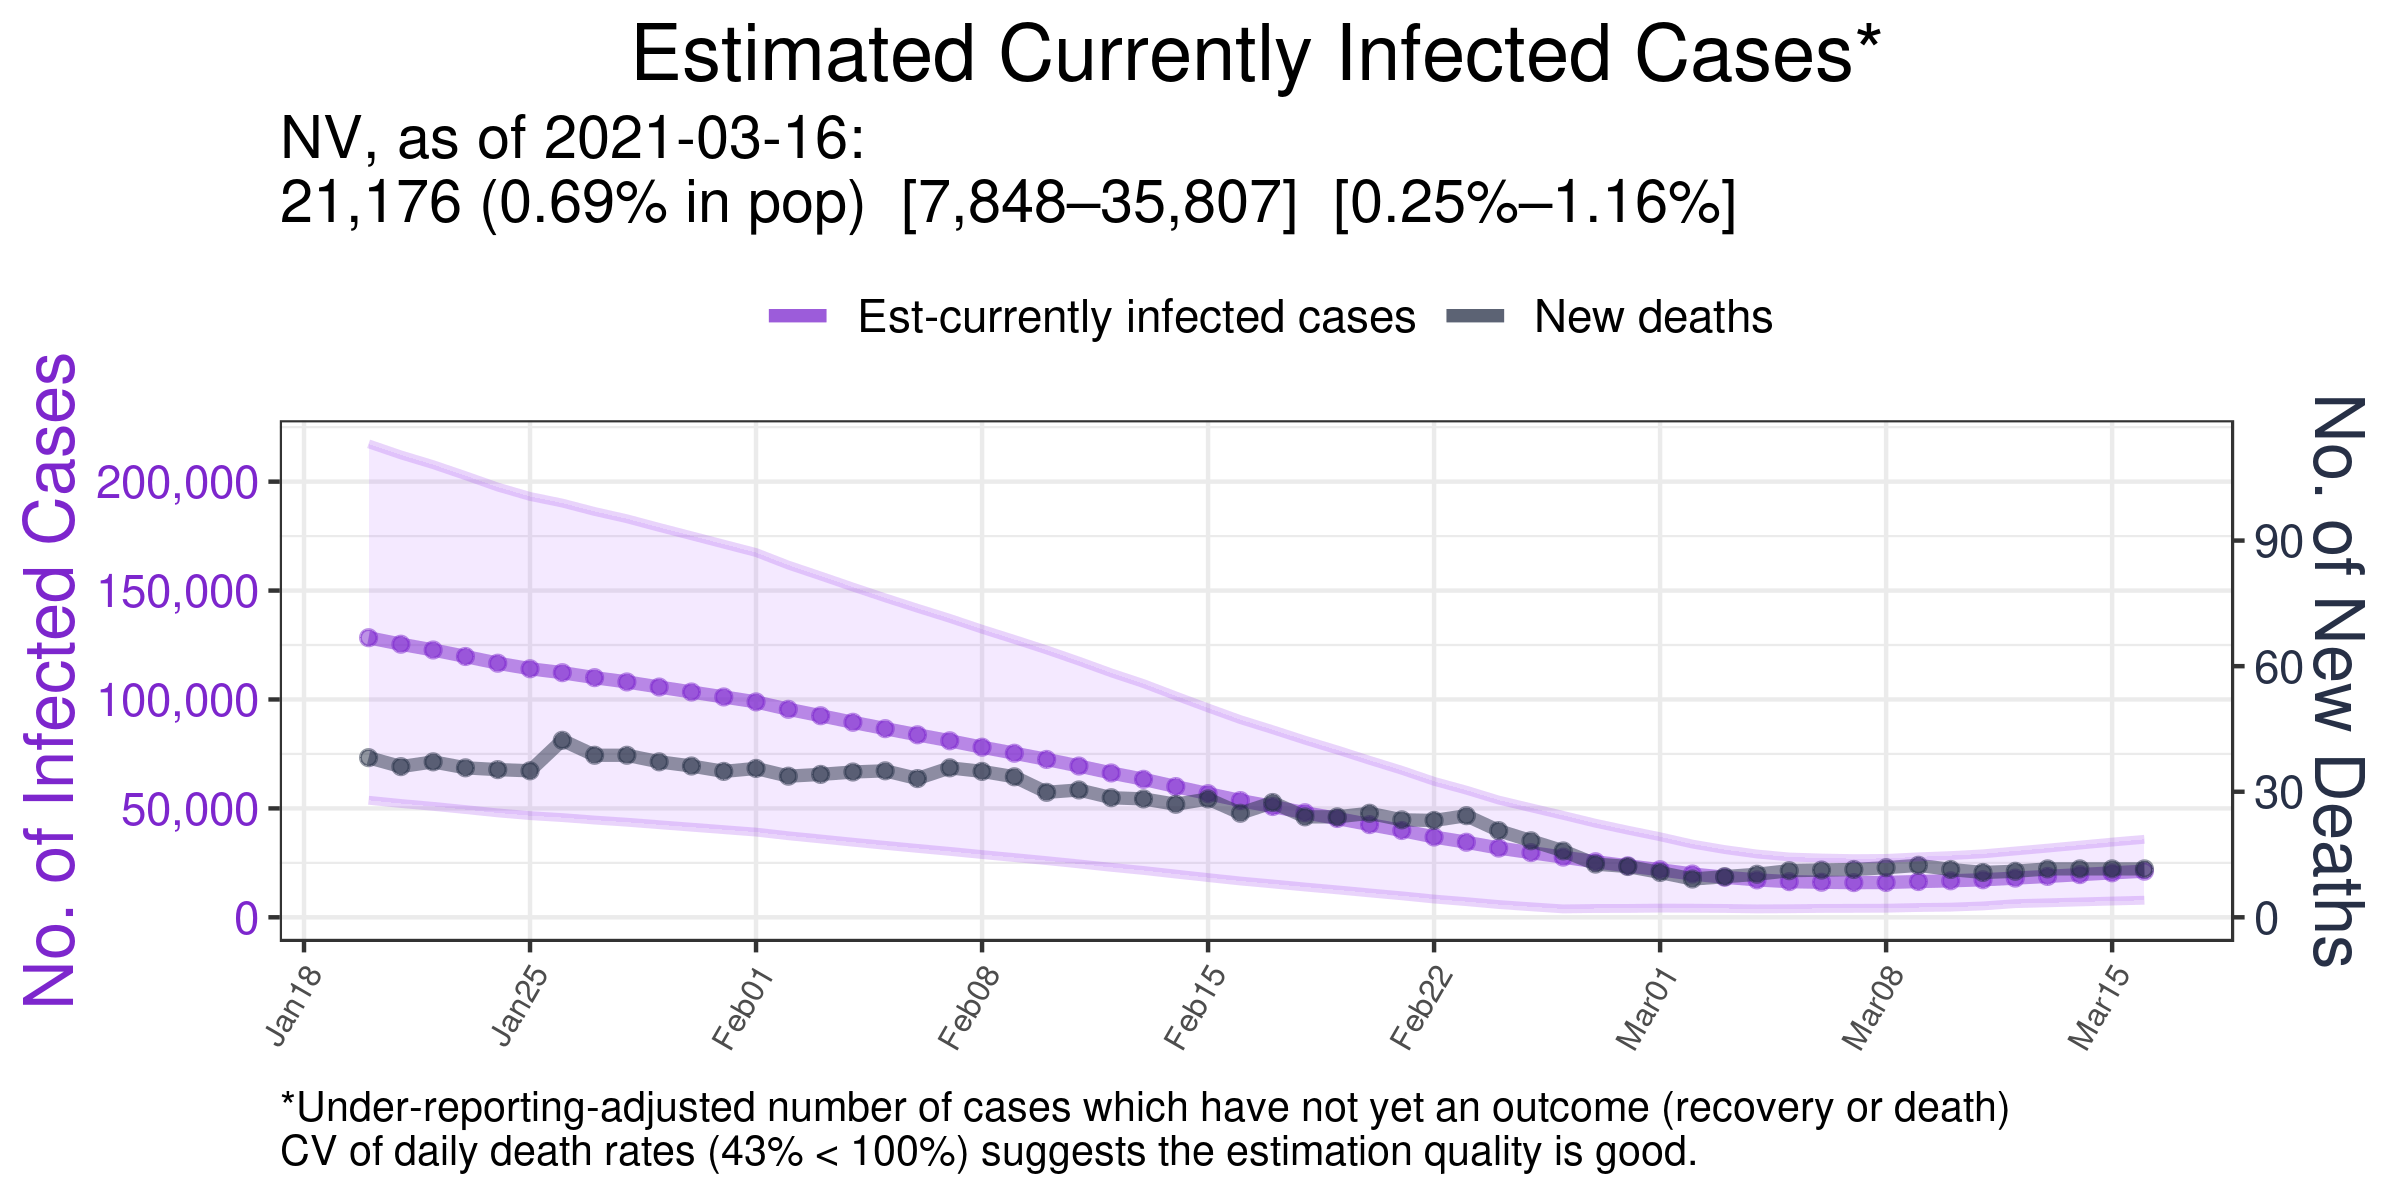 Estimated Currently Infected Cases*
NV, as of 2021-03-16:
21,176 (0.69% in pop)  [7,848–35,807]  [0.25%–1.16%]
Est-currently infected cases
New deaths
No. of Infected Cases
200,000
150,000
100,000
50,000
0
No. of New Deaths
90
60
30
0
Jan18
Jan25
Feb01
Feb08
Feb15
Feb22
Mar01
Mar08
Mar15
*Under-reporting-adjusted number of cases which have not yet an outcome (recovery or death)
CV of daily death rates (43% < 100%) suggests the estimation quality is good.